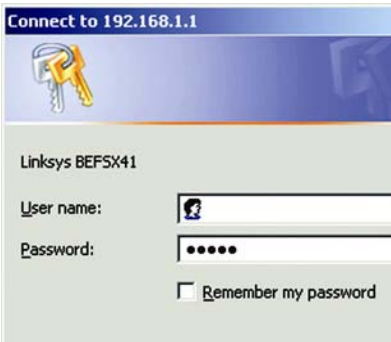 Connect to 192.168.1.1
Linksys BEFSX41
User name:
Password:
●●●●●
Remember my password